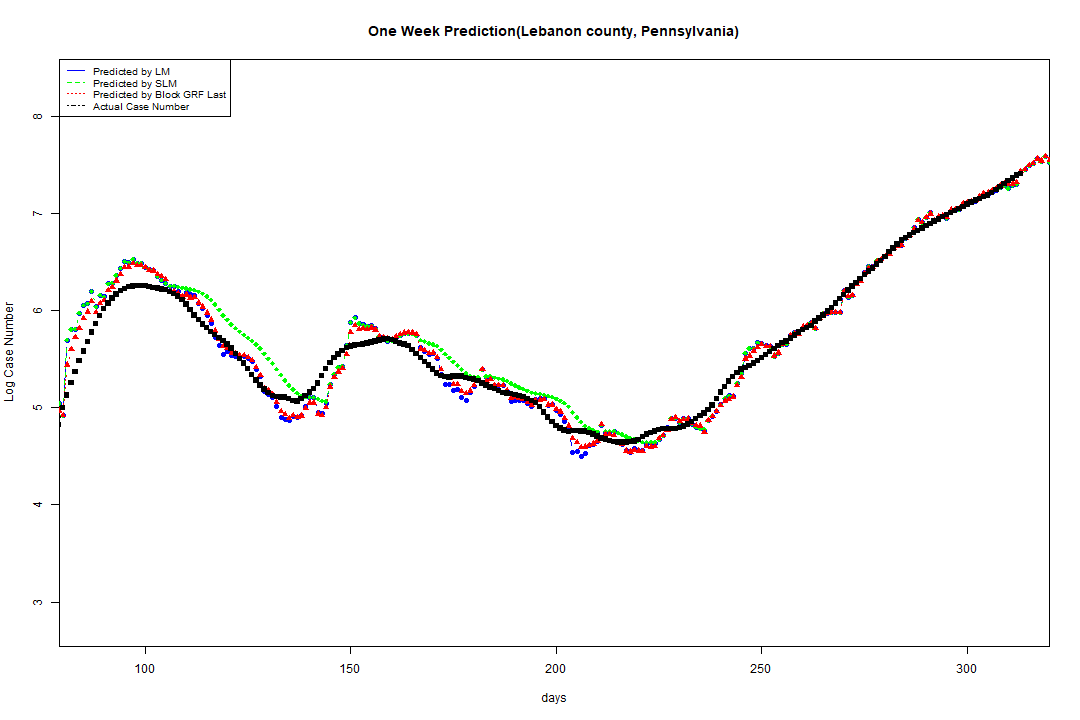 One Week Prediction(Lebanon county, Pennsylvania)
Predicted by LM
Predicted by SLM
Predicted by Block GRF Last
Actual Case Number
8
7
6
5
4
3
Log Case Number
100 150 200 250 300
days